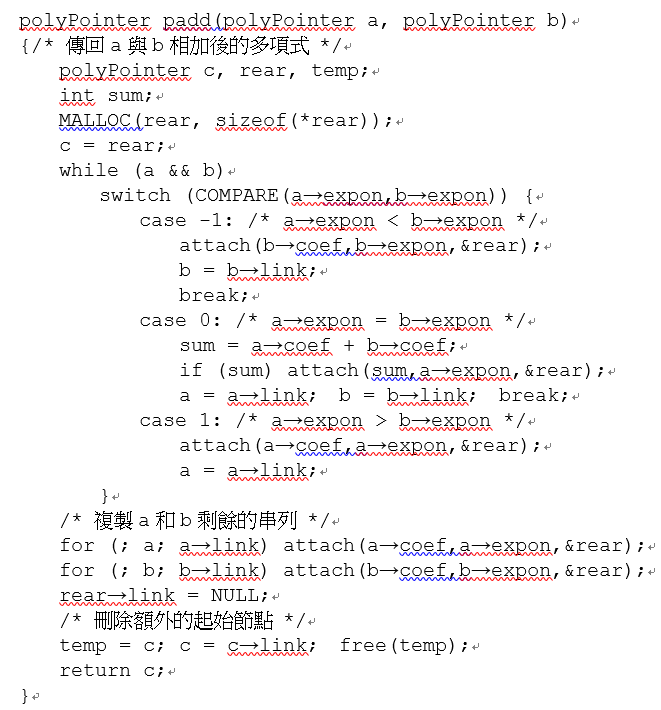 polyPointer padd(polyPointer a, polyPointer b)
{/* 傳回a與b相加後的多項式 */
polyPointer c, rear, temp;
int sum;
MALLOC(rear, sizeof(*rear));
c = rear;
while (a && b)
switch (COMPARE(a→expon,b→expon)) {
case -1: /* a→expon < b→expon */
attach(b→coef,b→expon,&rear);
b = b→link;
break;
case 0: /* a→expon = b→expon */
sum = a→coef + b→coef;
if (sum) attach(sum,a→expon,&rear);
a = a→link; b = b→link; break;
case 1: /* a→expon > b→expon */
attach(a→coef,a→expon,&rear);
a = a→link;
}
/* 複製a和b剩餘的串列 */
for (; a; a→link) attach(a→coef,a→expon,&rear);
for (; b; b→link) attach(b→coef,b→expon,&rear);
rear→link = NULL;
/* 刪除額外的起始節點 */
temp = c; c = c→link; free(temp);
return c;
}